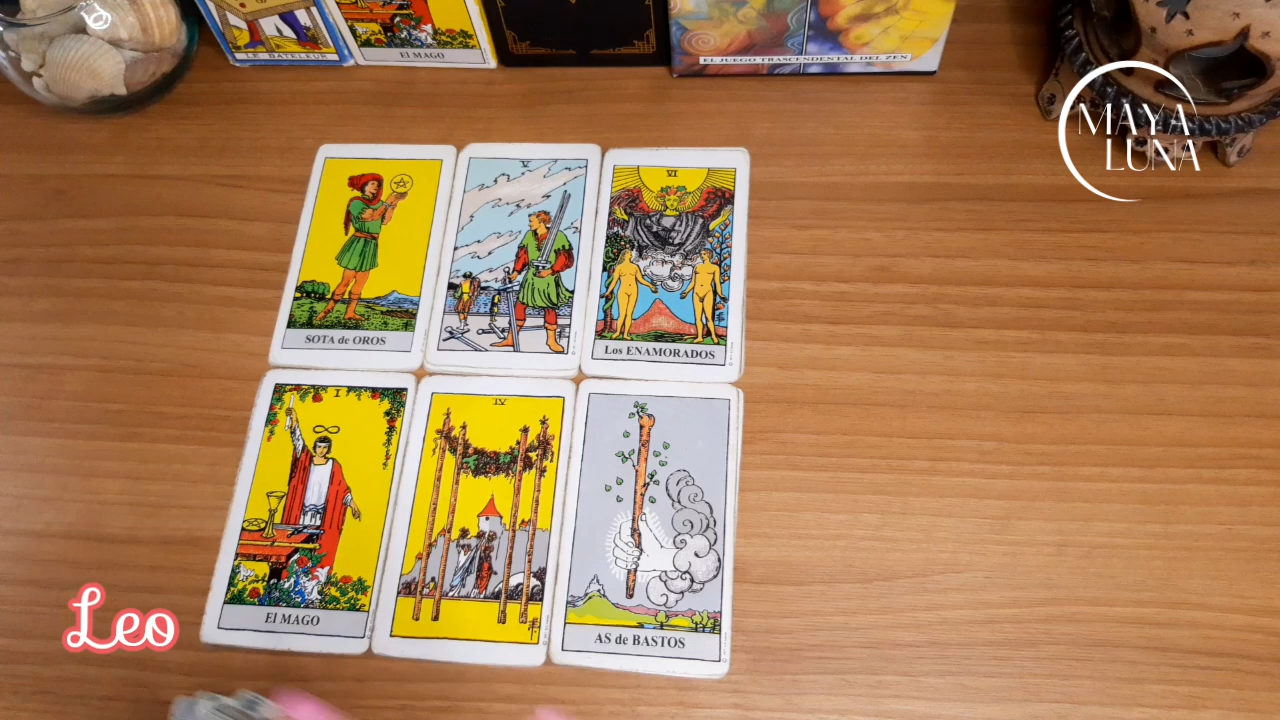 LE BATELEUR
El MAGO
EL JUEGO TRASCENDENTAL DEL ZEN
MAYA
LUNA
SOTA de OROS
V
VI
Los ENAMORADOS
I
El MAGO
IV
AS de BASTOS
Leo